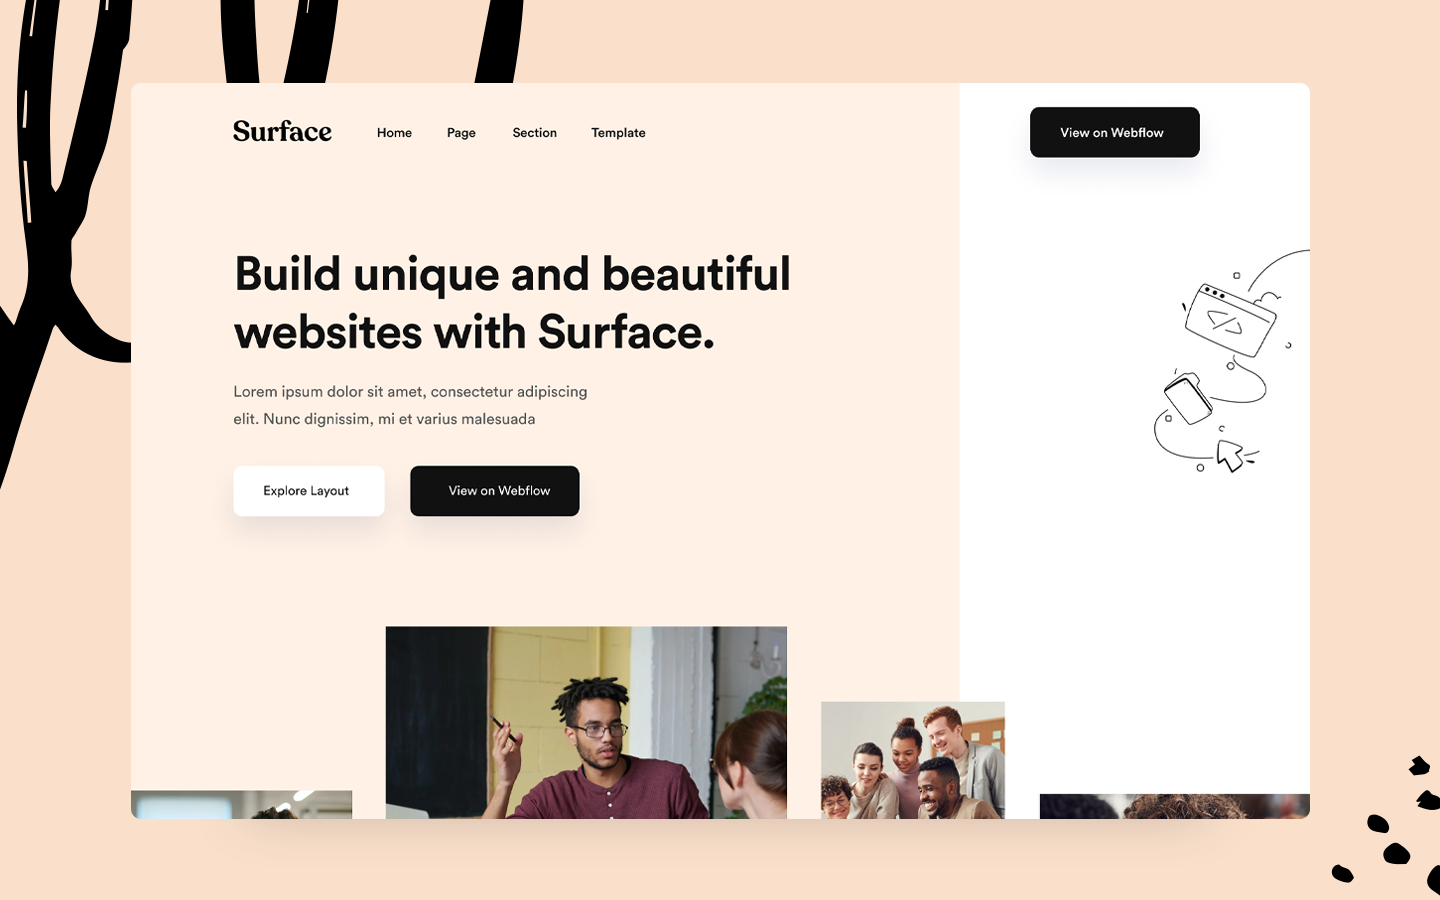 Surface
Home
Page
Section
Template
View on Webflow
Build unique and beautiful
websites with Surface.
Lorem ipsum dolor sit amet, consectetur adipiscing
elit. Nunc dignissim, mi et varius malesuada
Explore Layout
View on Webflow